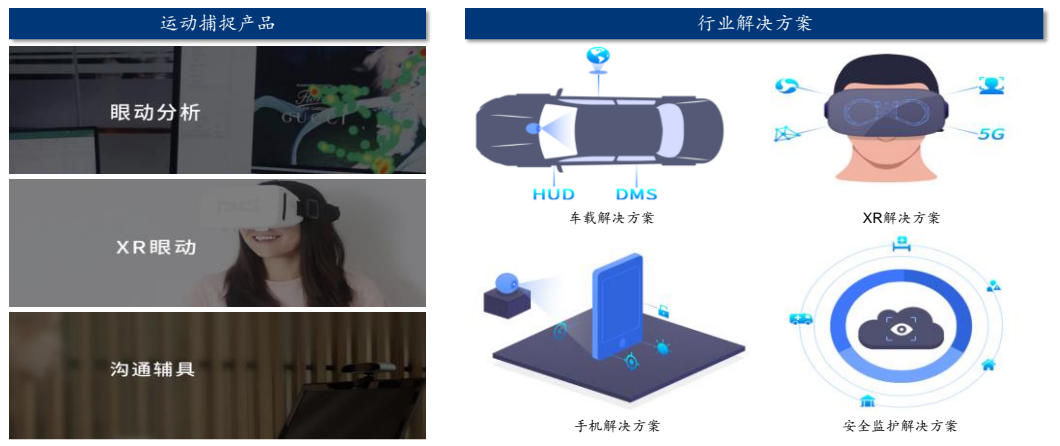 运动捕捉产品
眼动分析
GUCCI
XR眼动
沟通辅具
行业解决方案
HUD DMS
车载解决方案
5G
XR解决方案
手机解决方案
安全监护解决方案